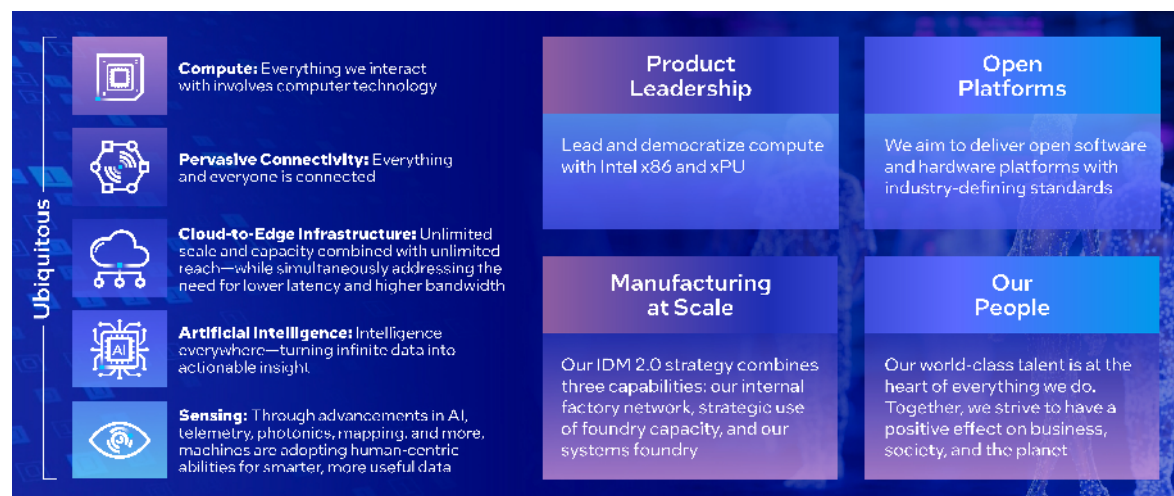 Ubiquitous
Compute: Everything we interact
with involves computer technology
Pervasive Connectivity: Everything
and everyone is connected
Cloud-to-Edge Infrastructure: Unlimited
scale and capacity combined with unlimited
reach—while simultaneously addressing the
need for lower latency and higher bandwidth
AI
Artificial Intelligence: Intelligence
everywhere—turning infinite data into
actionable insight
Sensing: Through advancements in AI,
telemetry, photonics, mapping, and more,
machines are adopting human-centric
abilities for smarter, more useful data
Product
Leadership
Lead and democratize compute
with Intel x86 and xPU
Open
Platforms
We aim to deliver open software
and hardware platforms with
industry-defining standards
Manufacturing
at Scale
Our IDM 2.0 strategy combines
three capabilities: our internal
factory network, strategic use
of foundry capacity, and our
systems foundry
Our
People
Our world-class talent is at the
heart of everything we do.
Together, we strive to have a
positive effect on business,
society, and the planet